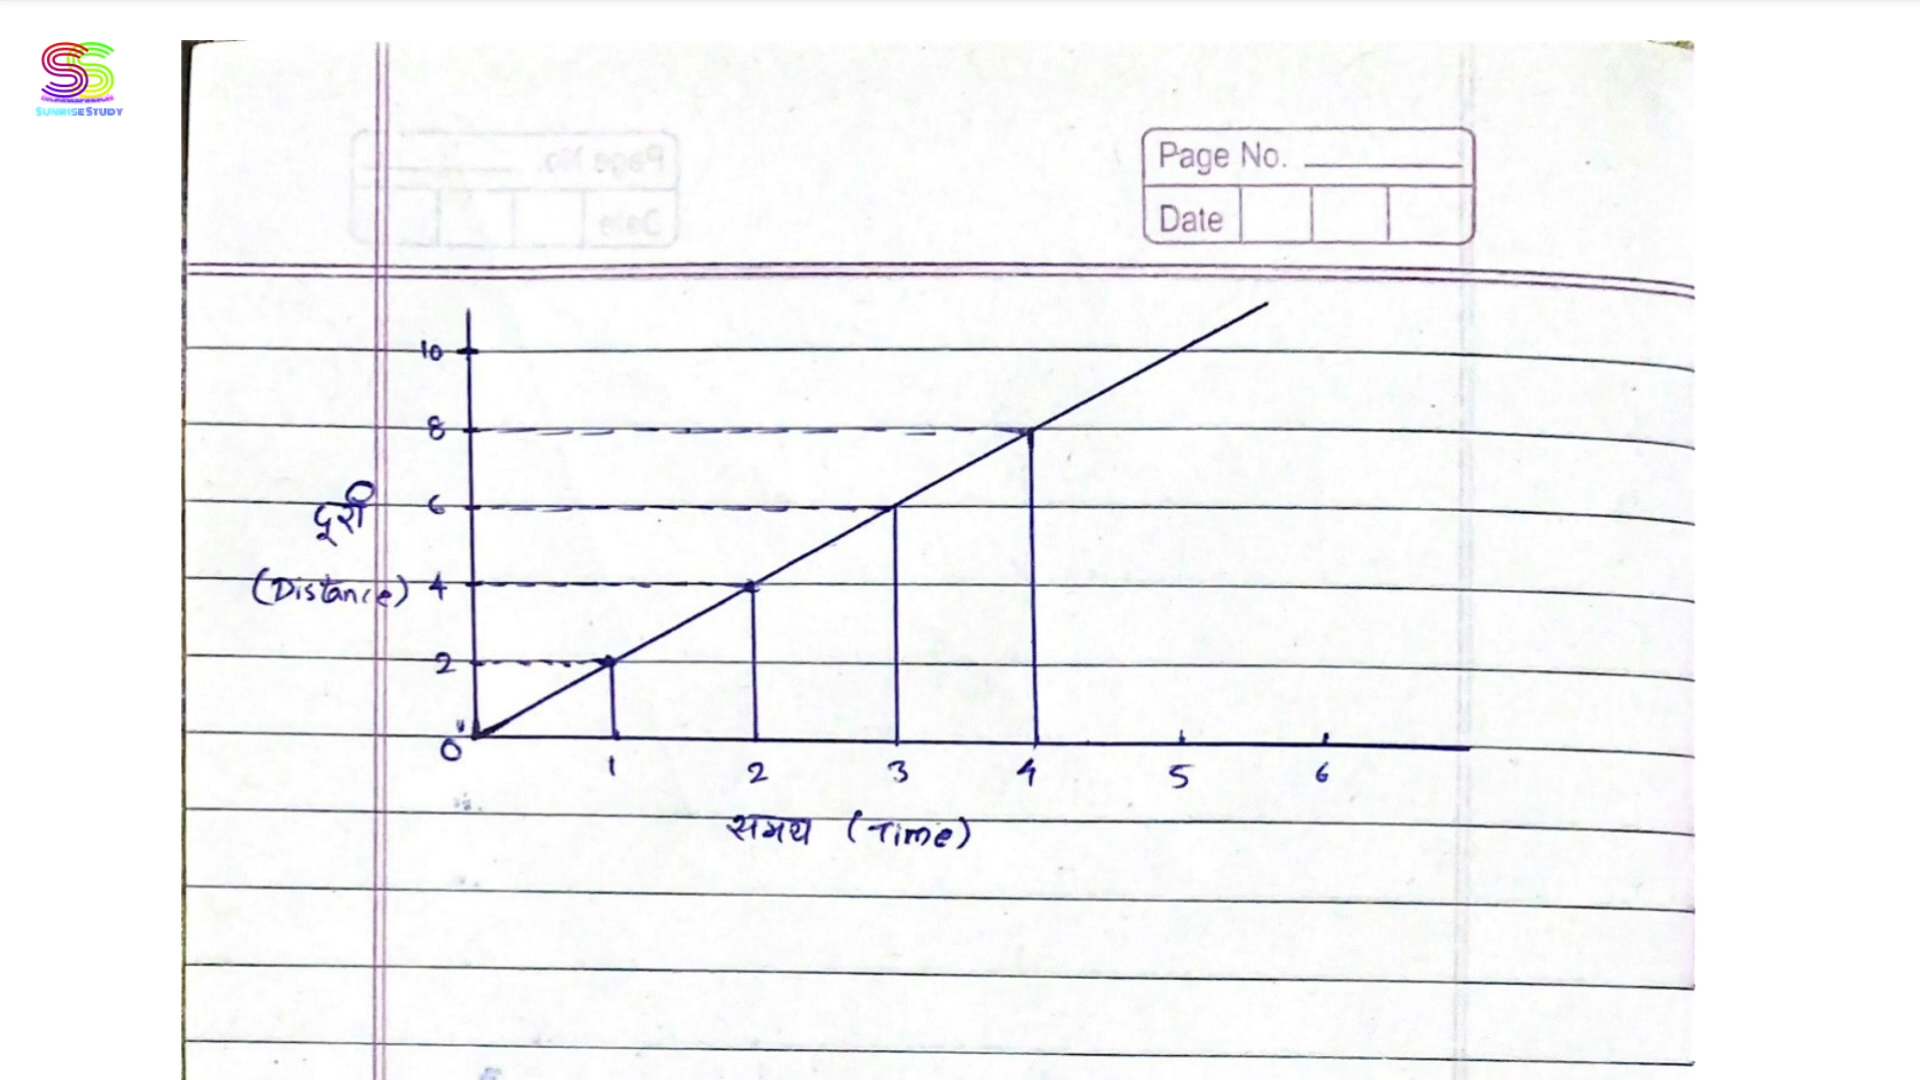 SS
SUNRISE STUDY
Page No.
Date
10
8
6
दूरी
(Distance) 4
2
0
1 2 3 4 5 6
समय (Time)